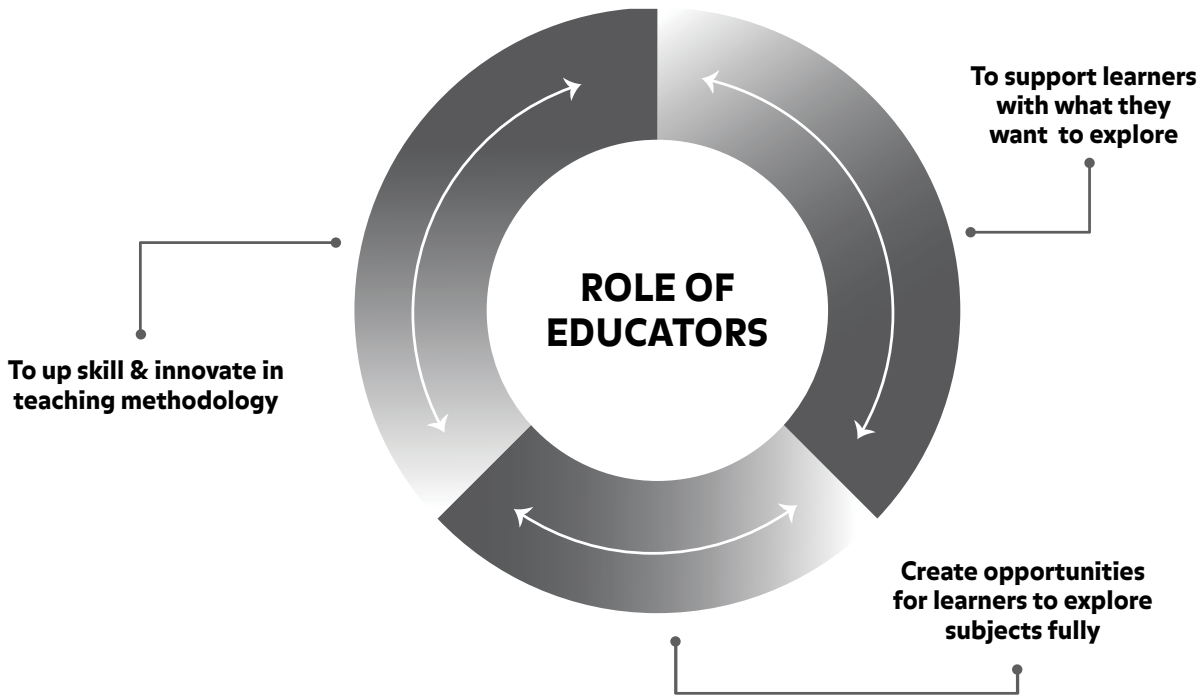 To support learners
with what they
want to explore
ROLE OF
EDUCATORS
To up skill & innovate in
teaching methodology
Create opportunities
for learners to explore
subjects fully